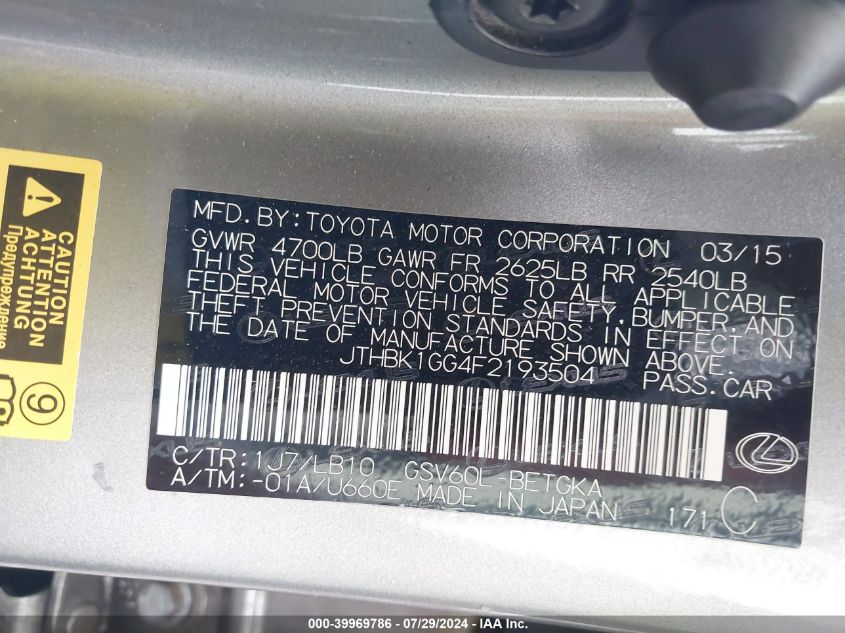 MFD. BY: TOYOTA MOTOR CORPORATION 03/15
GVWR 4700LB GAWR FR 2625LB RR 2540LB
THIS VEHICLE CONFORMS TO ALL APPLICABLE
FEDERAL MOTOR VEHICLE SAFETY, BUMPER, AND
THEFT PREVENTION STANDARDS IN EFFECT ON
THE DATE OF MANUFACTURE SHOWN ABOVE.
JTHBK1GG4F2193504 PASS. CAR
C/TR: 1J7/LB10 GSV60L-BETGKA
A/TM: -01A/U660E MADE IN JAPAN 171 C
CAUTION
ATTENTION
ACHTUNG
Предупреждение
9
000-39969786 - 07/29/2024 - IAA Inc.